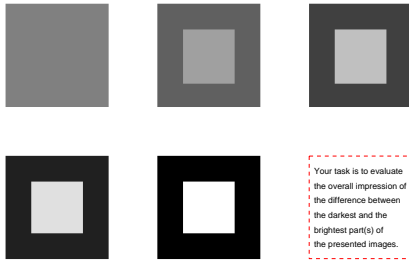 Your task is to evaluate
the overall impression of
the difference between
the darkest and the
brightest part(s) of
the presented images.